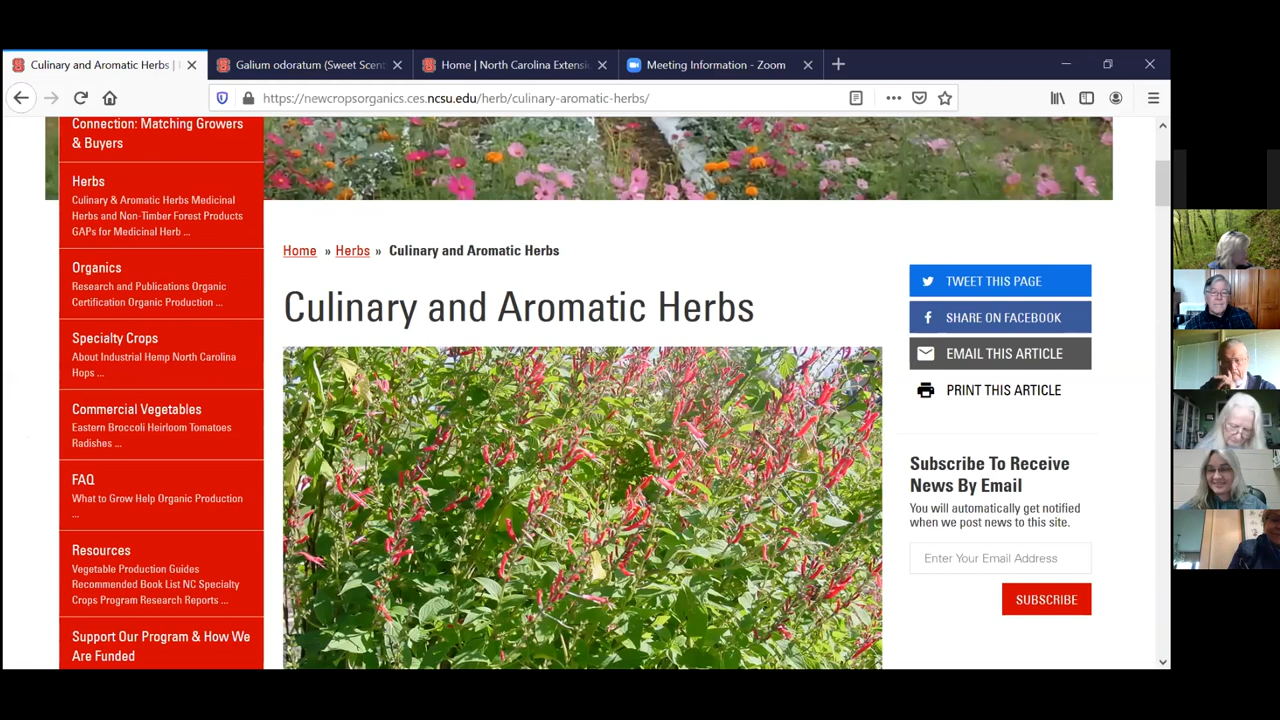 Culinary and Aromatic Herbs |
Galium odoratum (Sweet Scent
Home | North Carolina Extensi
Meeting Information - Zoom
https://newcropsorganics.ces.ncsu.edu/herb/culinary-aromatic-herbs/
Connection: Matching Growers
& Buyers
Herbs
Culinary & Aromatic Herbs Medicinal
Herbs and Non-Timber Forest Products
GAPs for Medicinal Herb ...
Organics
Research and Publications Organic
Certification Organic Production ...
Specialty Crops
About Industrial Hemp North Carolina
Hops ...
Commercial Vegetables
Eastern Broccoli Heirloom Tomatoes
Radishes ...
FAQ
What to Grow Help Organic Production
...
Resources
Vegetable Production Guides
Recommended Book List NC Specialty
Crops Program Research Reports ...
Support Our Program & How We
Are Funded
Home » Herbs » Culinary and Aromatic Herbs
Culinary and Aromatic Herbs
TWEET THIS PAGE
SHARE ON FACEBOOK
EMAIL THIS ARTICLE
PRINT THIS ARTICLE
Subscribe To Receive
News By Email
You will automatically get notified
when we post news to this site.
Enter Your Email Address
SUBSCRIBE